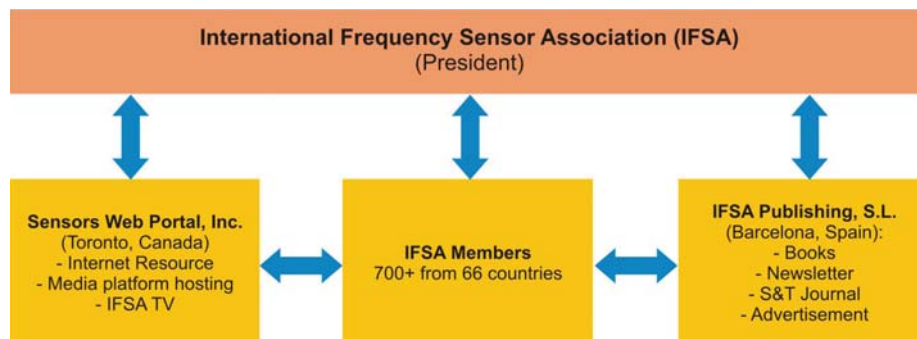 International Frequency Sensor Association (IFSA)
(President)
Sensors Web Portal, Inc.
(Toronto, Canada)
- Internet Resource
- Media platform hosting
- IFSA TV
IFSA Members
700+ from 66 countries
IFSA Publishing, S.L.
(Barcelona, Spain):
- Books
- Newsletter
- S&T Journal
- Advertisement